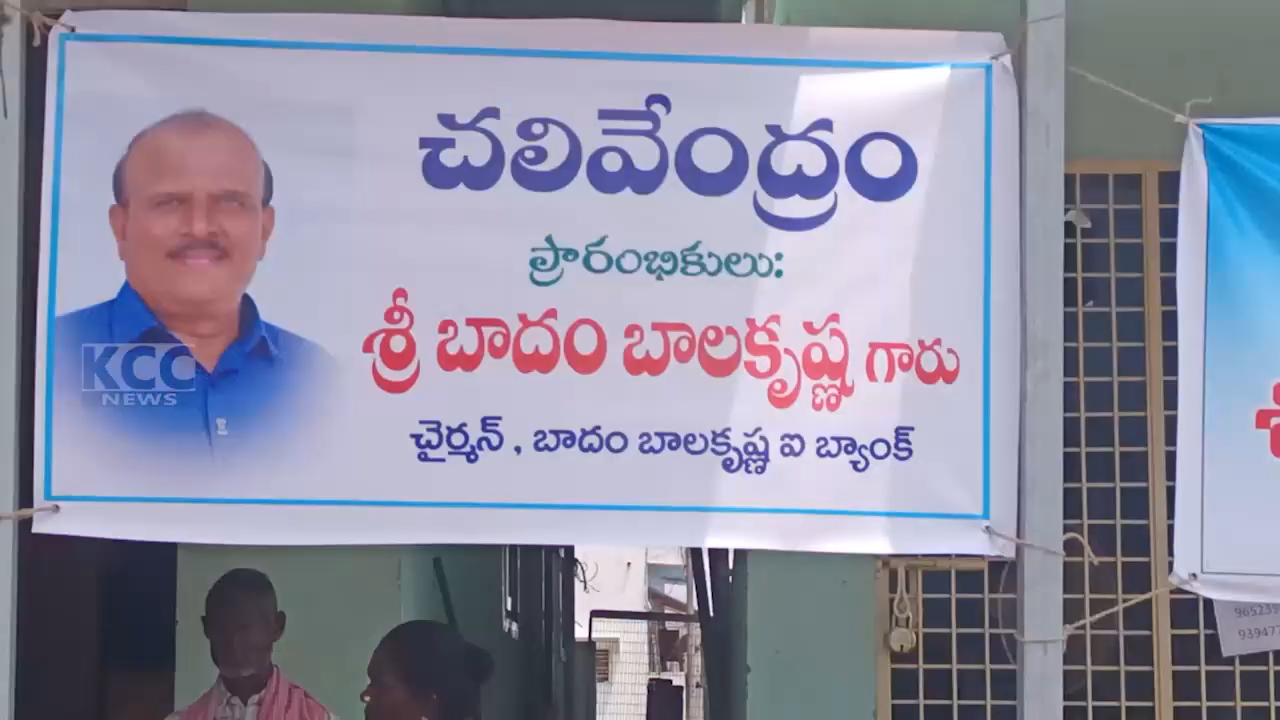 చలివేంద్రం
ప్రారంభికులు:
శ్రీ బాదం బాలకృష్ణ గారు
చైర్మన్ , బాదం బాలకృష్ణ ఐ బ్యాంక్
KCC
NEWS